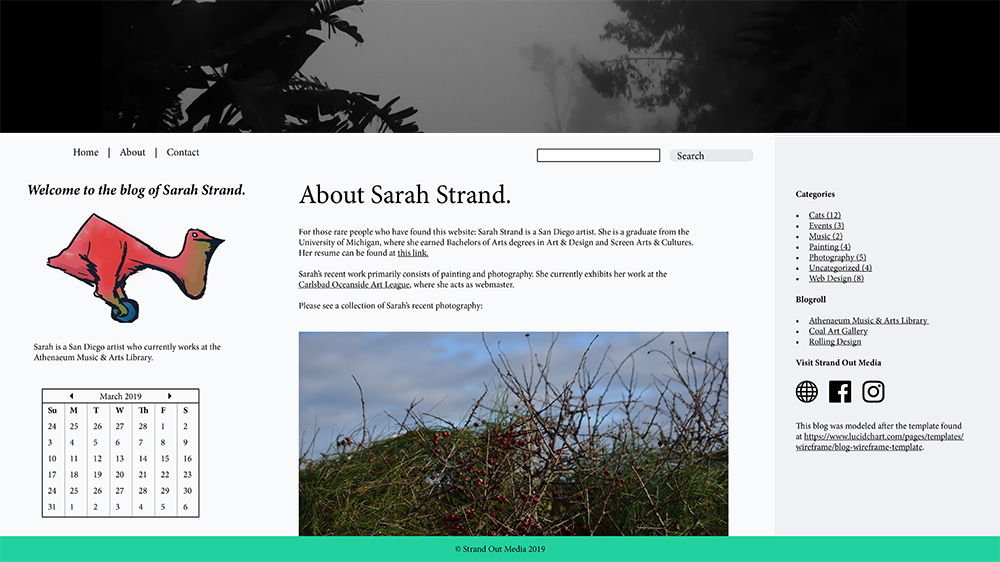 Home | About | Contact
Search
Welcome to the blog of Sarah Strand.
Sarah is a San Diego artist who currently works at the
Athenaeum Music & Arts Library.
March 2019
Su M T W Th F S
24 25 26 27 28 1 2
3 4 5 6 7 8 9
10 11 12 13 14 15 16
17 18 19 20 21 22 23
24 25 26 27 28 29 30
31 1 2 3 4 5 6
About Sarah Strand.
For those rare people who have found this website: Sarah Strand is a San Diego artist. She is a graduate from the
University of Michigan, where she earned Bachelors of Arts degrees in Art & Design and Screen Arts & Cultures.
Her resume can be found at this link.
Sarah's recent work primarily consists of painting and photography. She currently exhibits her work at the
Carlsbad Oceanside Art League, where she acts as webmaster.
Please see a collection of Sarah's recent photography:
Categories
• Cats (12)
• Events (3)
• Music (2)
• Painting (4)
• Photography (5)
• Uncategorized (4)
• Web Design (8)
Blogroll
• Athenaeum Music & Arts Library
• Coal Art Gallery
• Rolling Design
Visit Strand Out Media
This blog was modeled after the template found
at https://www.lucidchart.com/pages/templates/
wireframe/blog-wireframe-template.
© Strand Out Media 2019